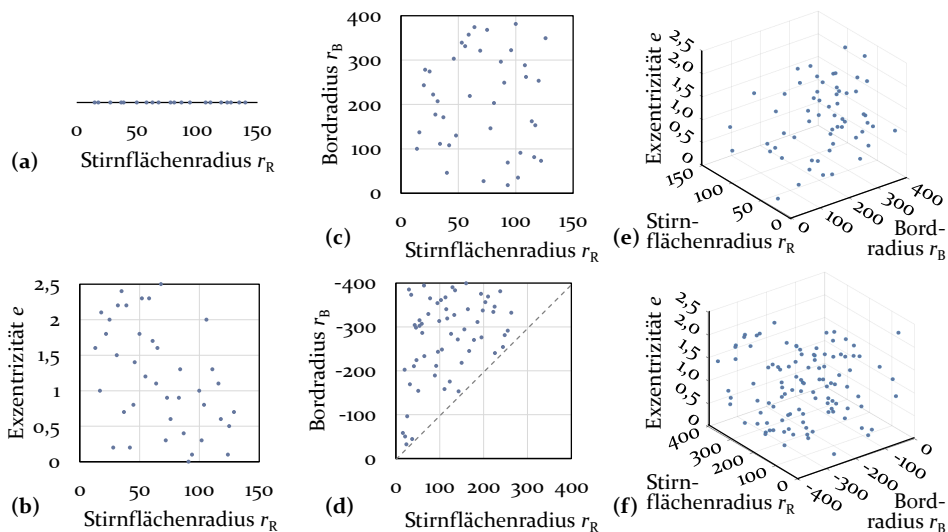 0 50 100 150
Stirnflächenradius rR
(a)
Bordradius rB
400
300
200
100
0
0 50 100 150
Stirnflächenradius rR
(c)
Exzentrizität e
2,5
2,0
1,5
1,0
0,5
0
150
100
50
0
0
100
200
300
400
Stirn-
flächenradius rR
Bord-
radius rB
(e)
Exzentrizität e
2,5
2
1,5
1
0,5
0
0 50 100 150
Stirnflächenradius rR
(b)
Bordradius rB
-400
-300
-200
-100
0
0 100 200 300 400
Stirnflächenradius rR
(d)
Exzentrizität e
2,5
2,0
1,5
1,0
0,5
0
400
300
200
100
0
-400
-300
-200
-100
0
Stirn-
flächenradius rR
Bord-
radius rB
(f)